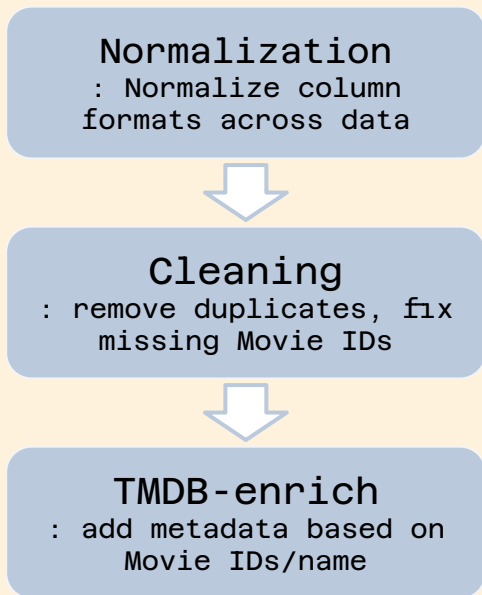 Normalization
: Normalize column
formats across data
Cleaning
: remove duplicates, fix
missing Movie IDs
TMDB-enrich
: add metadata based on
Movie IDs/name